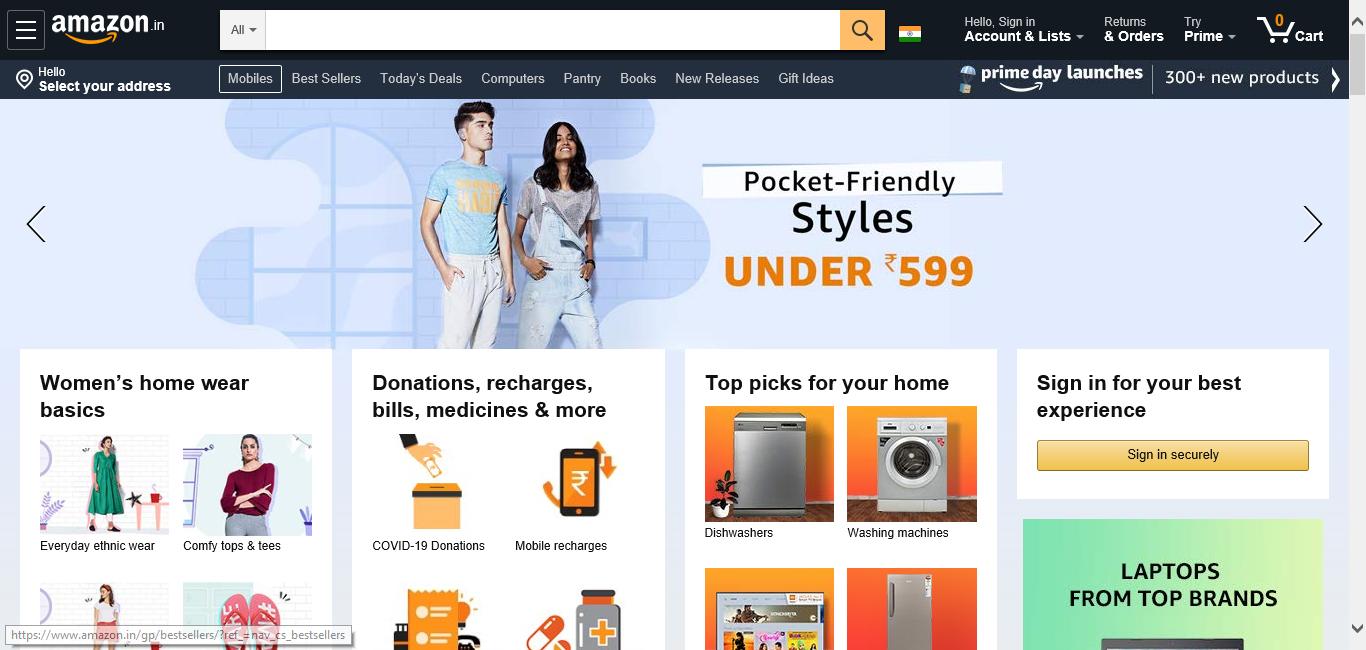 amazon.in
All
Hello, Sign in
Account & Lists
Returns
& Orders
Try
Prime
0
Cart
Hello
Select your address
Mobiles
Best Sellers
Today's Deals
Computers
Pantry
Books
New Releases
Gift Ideas
prime day launches
300+ new products
Pocket-Friendly
Styles
UNDER ₹599
Women's home wear
basics
Everyday ethnic wear
Comfy tops & tees
Donations, recharges,
bills, medicines & more
COVID-19 Donations
Mobile recharges
Top picks for your home
Dishwashers
Washing machines
Sign in for your best
experience
Sign in securely
LAPTOPS
FROM TOP BRANDS
https://www.amazon.in/gp/bestsellers/?ref_=nav_cs_bestsellers